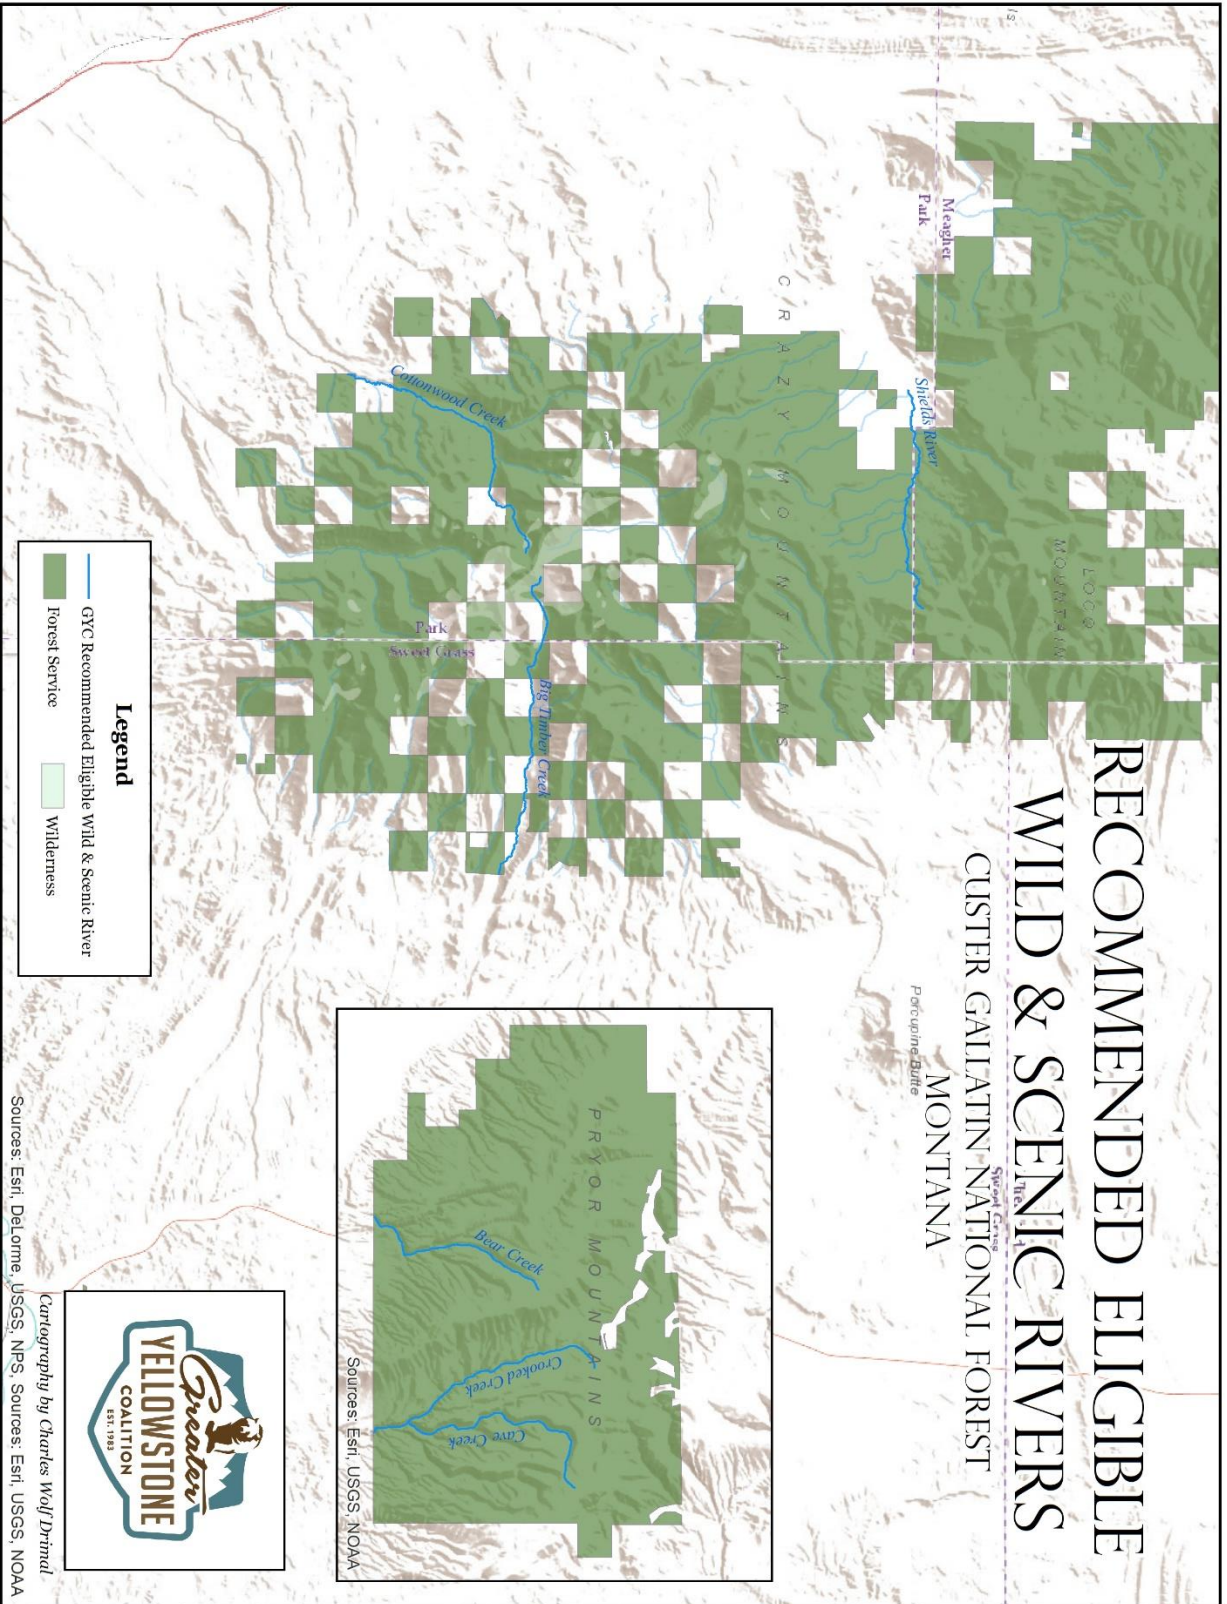 RECOMMENDED ELIGIBLE
WILD & SCENIC RIVERS
CUSTER GALLATIN NATIONAL FOREST
MONTANA
Sweet Grass
Porcupine Butte
Meagher
Park
LOCO
MOUNTAIN
Shields River
CRAZY MOUNTAINS
Cottonwood Creek
Big Timber Creek
Park
Sweet Grass
PRYOR MOUNTAINS
Bear Creek
Crooked Creek
Cave Creek
Sources: Esri, USGS, NOAA
Legend
GYC Recommended Eligible Wild & Scenic River
Forest Service
Wilderness
Greater
YELLOWSTONE
COALITION
EST. 1983
Cartography by Charles Wolf Drimal
Sources: Esri, DeLorme, USGS, NPS, Sources: Esri, USGS, NOAA